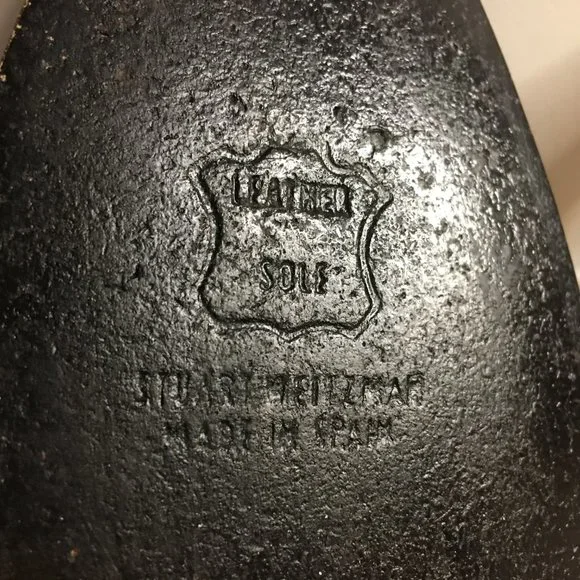 LEATHER
SOLE
STUART WEITZMAN
MADE IN SPAIN